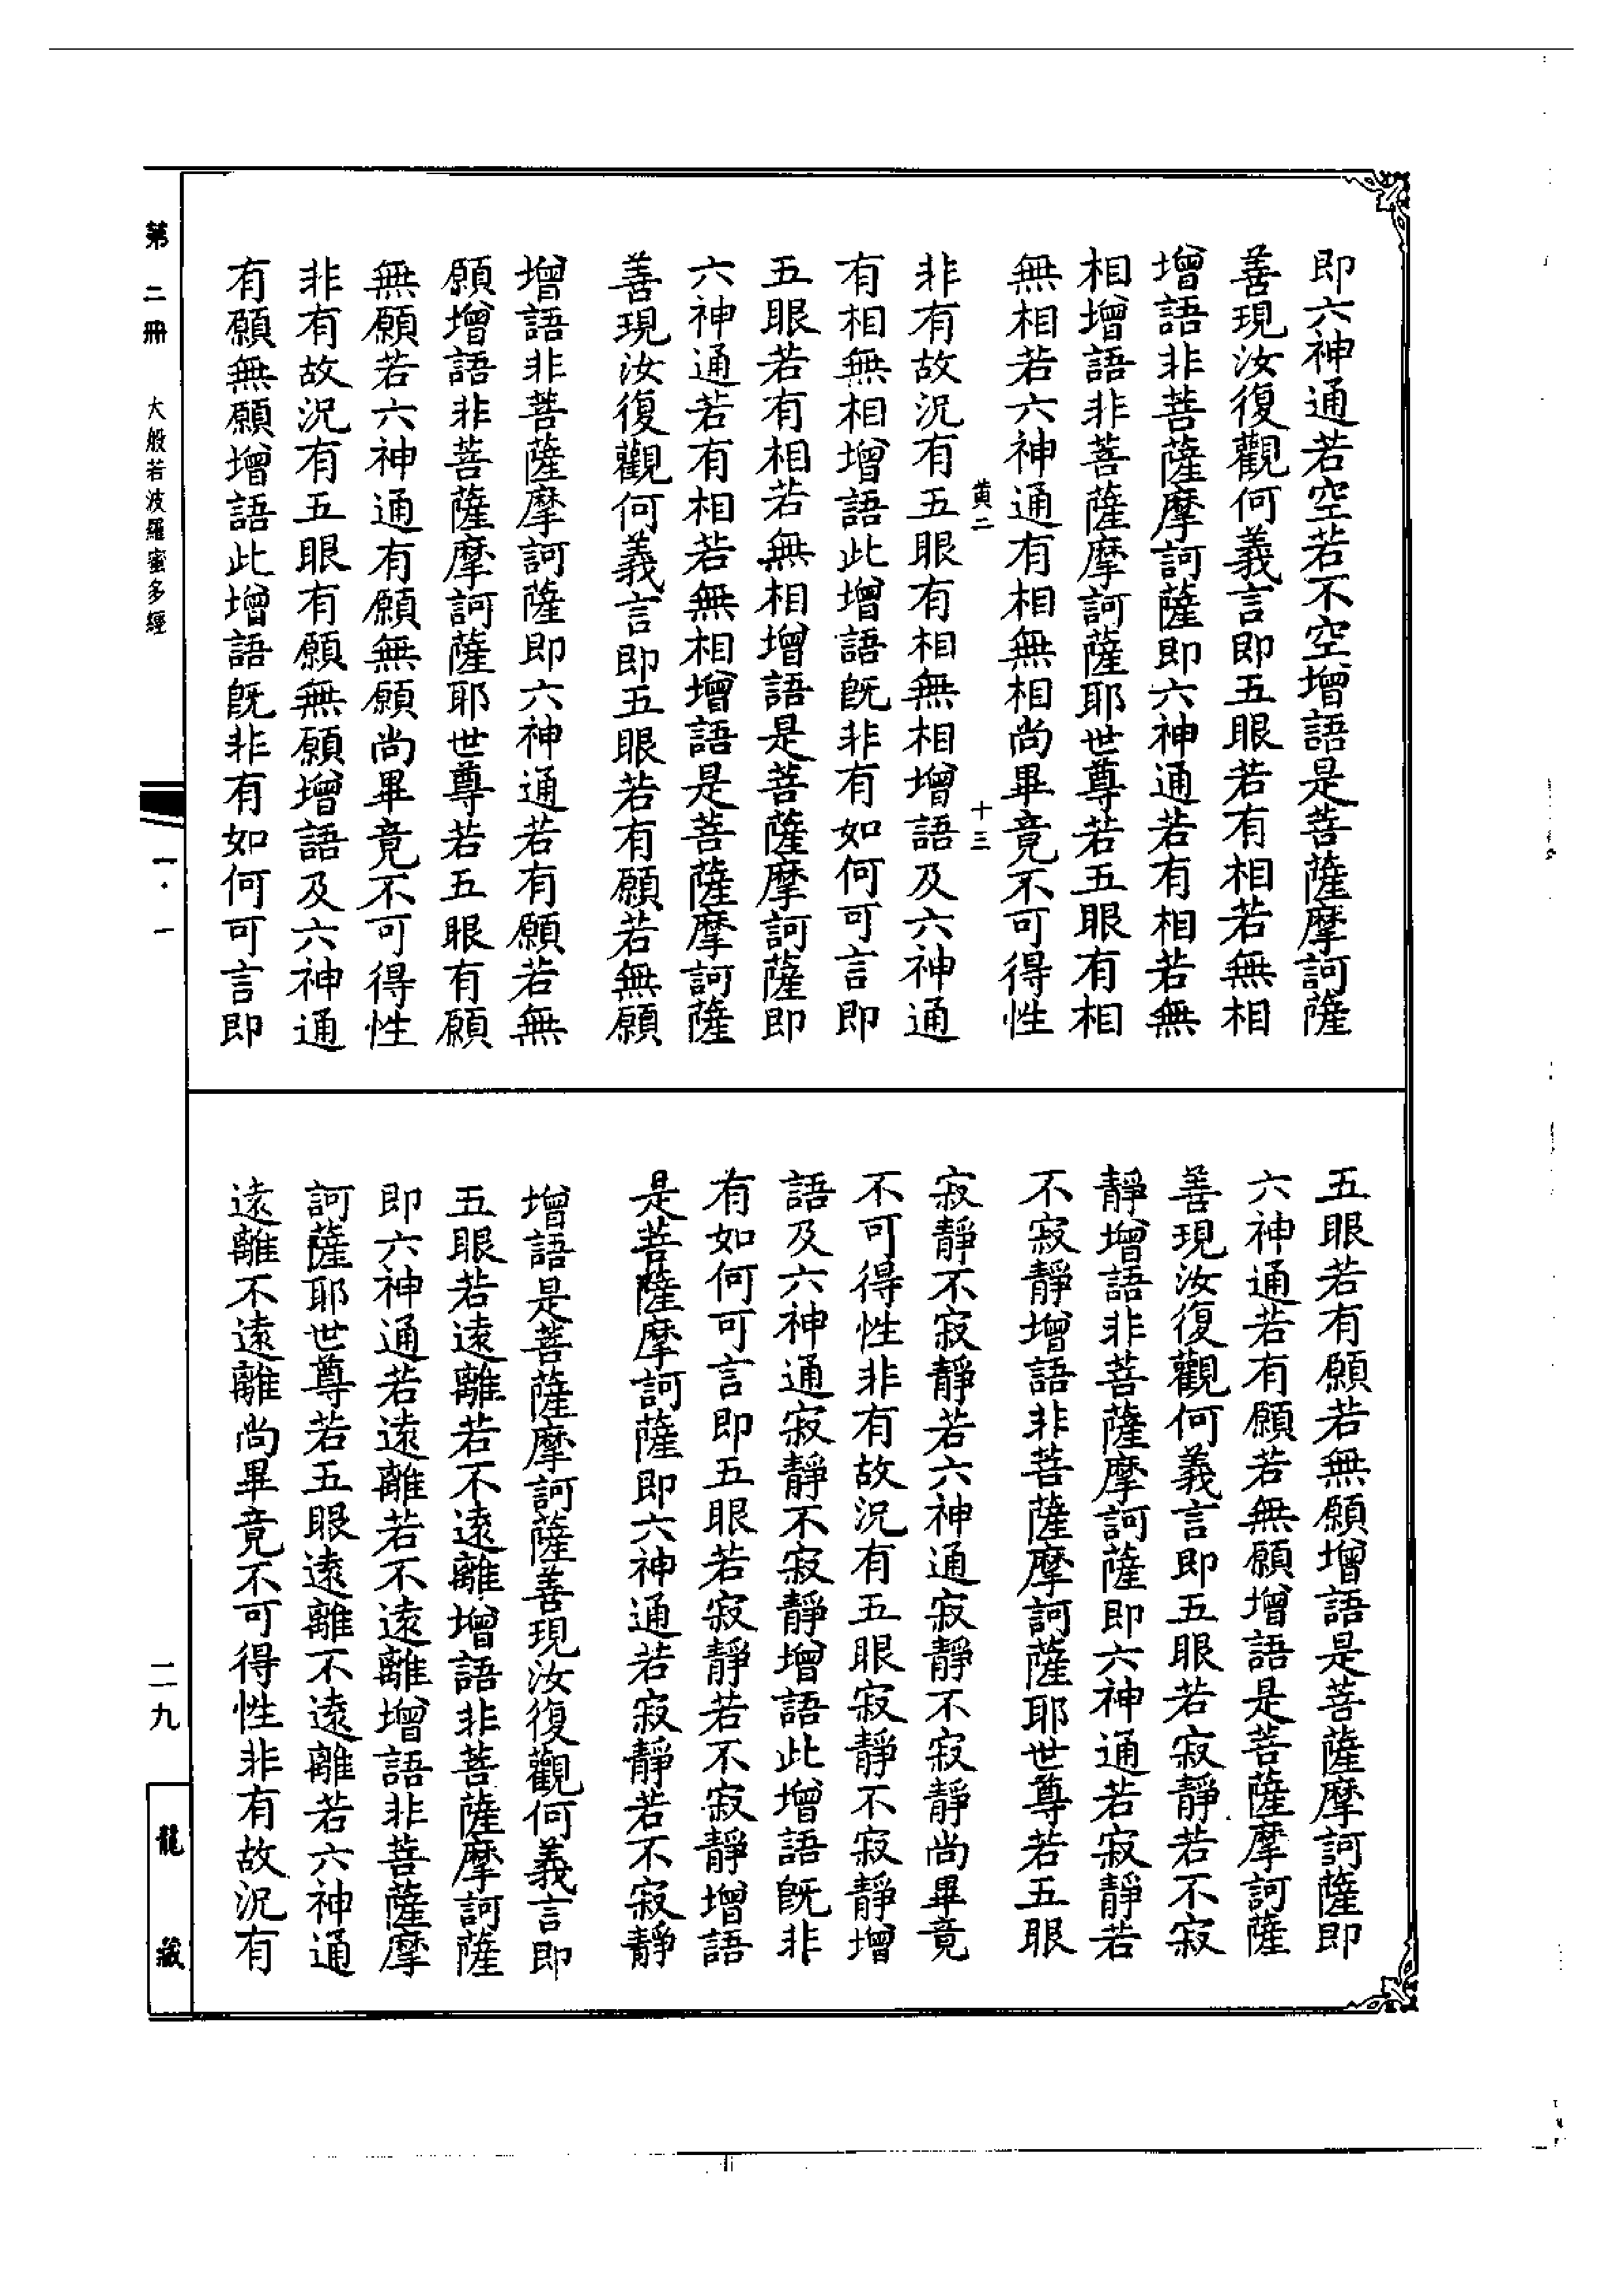 即六神通若空若不空增語是菩薩摩訶薩
善現汝復觀何義言即五眼若有相若無相
增語非菩薩摩訶薩即六神通若有相若無
相增語非菩薩摩訶薩耶世尊若五眼有相
無相若六神通有相無相尚畢竟不可得性
黄二 十三
非有故況有五眼有相無相增語及六神通
有相無相增語此增語既非有如何可言即
五眼若有相若無相增語是菩薩摩訶薩即
六神通若有相若無相增語是菩薩摩訶薩
善現汝復觀何義言即五眼若有願若無願
增語非菩薩摩訶薩即六神通若有願若無
願增語非菩薩摩訶薩耶世尊若五眼有願
無願若六神通有願無願尚畢竟不可得性
非有故況有五眼有願無願增語及六神通
有願無願增語此增語既非有如何可言即
五眼若有願若無願增語是菩薩摩訶薩即
六神通若有願若無願增語是菩薩摩訶薩
善現汝復觀何義言即五眼若寂靜若不寂
靜增語非菩薩摩訶薩即六神通若寂靜若
不寂靜增語非菩薩摩訶薩耶世尊若五眼
寂靜不寂靜若六神通寂靜不寂靜尚畢竟
不可得性非有故況有五眼寂靜不寂靜增
語及六神通寂靜不寂靜增語此增語既非
有如何可言即五眼若寂靜若不寂靜增語
是菩薩摩訶薩即六神通若寂靜若不寂靜
增語是菩薩摩訶薩善現汝復觀何義言即
五眼若遠離若不遠離增語非菩薩摩訶薩
即六神通若遠離若不遠離增語非菩薩摩
訶薩耶世尊若五眼遠離不遠離若六神通
遠離不遠離尚畢竟不可得性非有故況有
第二冊 大般若波羅蜜多經 一·一 二九 龍藏